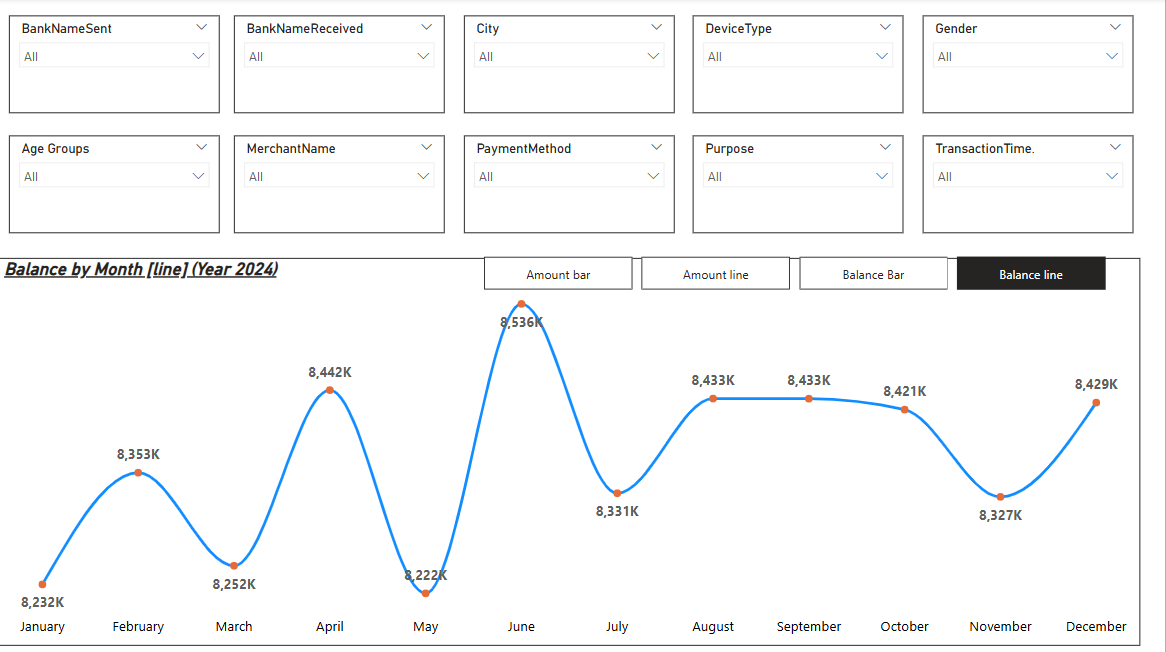 BankNameSent
All
BankNameReceived
All
City
All
DeviceType
All
Gender
All
Age Groups
All
MerchantName
All
PaymentMethod
All
Purpose
All
TransactionTime.
All
Balance by Month [line] (Year 2024)
Amount bar
Amount line
Balance Bar
Balance line
8,232K
8,353K
8,252K
8,442K
8,222K
8,536K
8,331K
8,433K
8,433K
8,421K
8,327K
8,429K
January
February
March
April
May
June
July
August
September
October
November
December